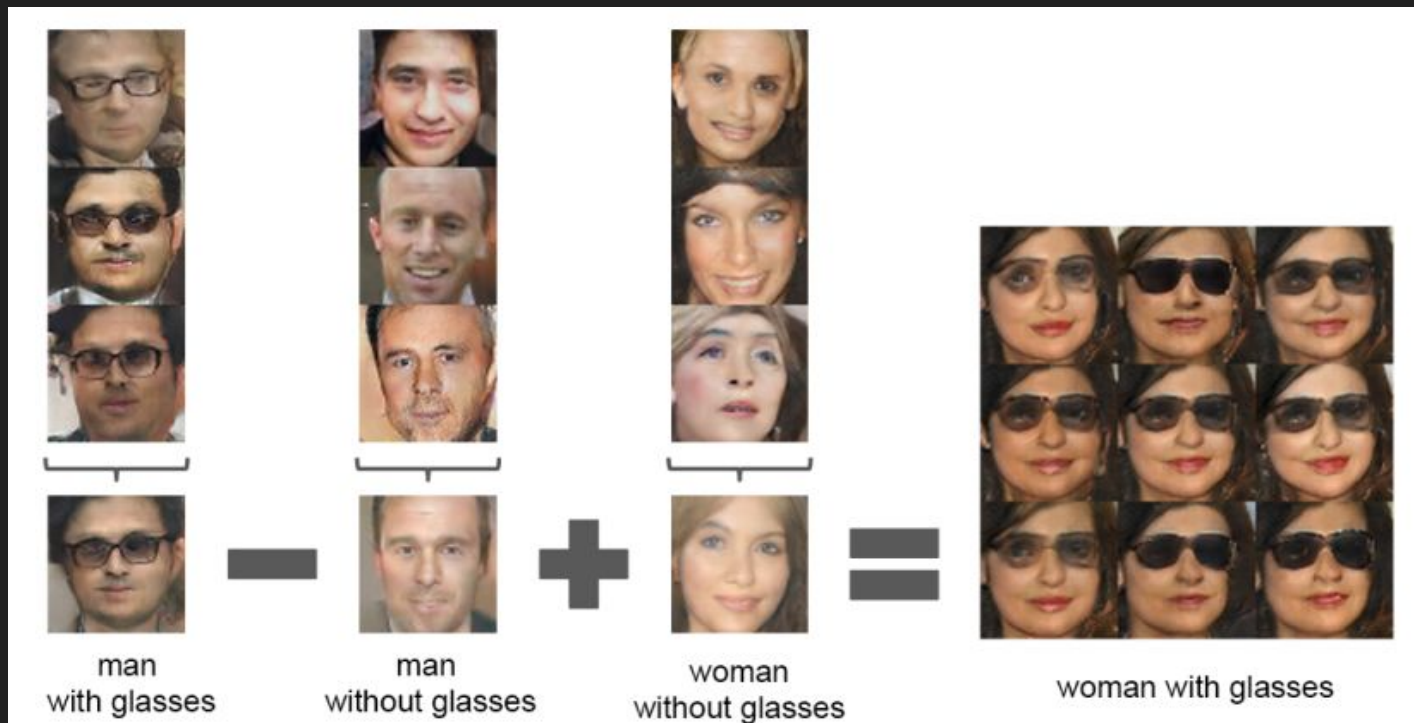 man
with glasses
man
without glasses
woman
without glasses
woman with glasses